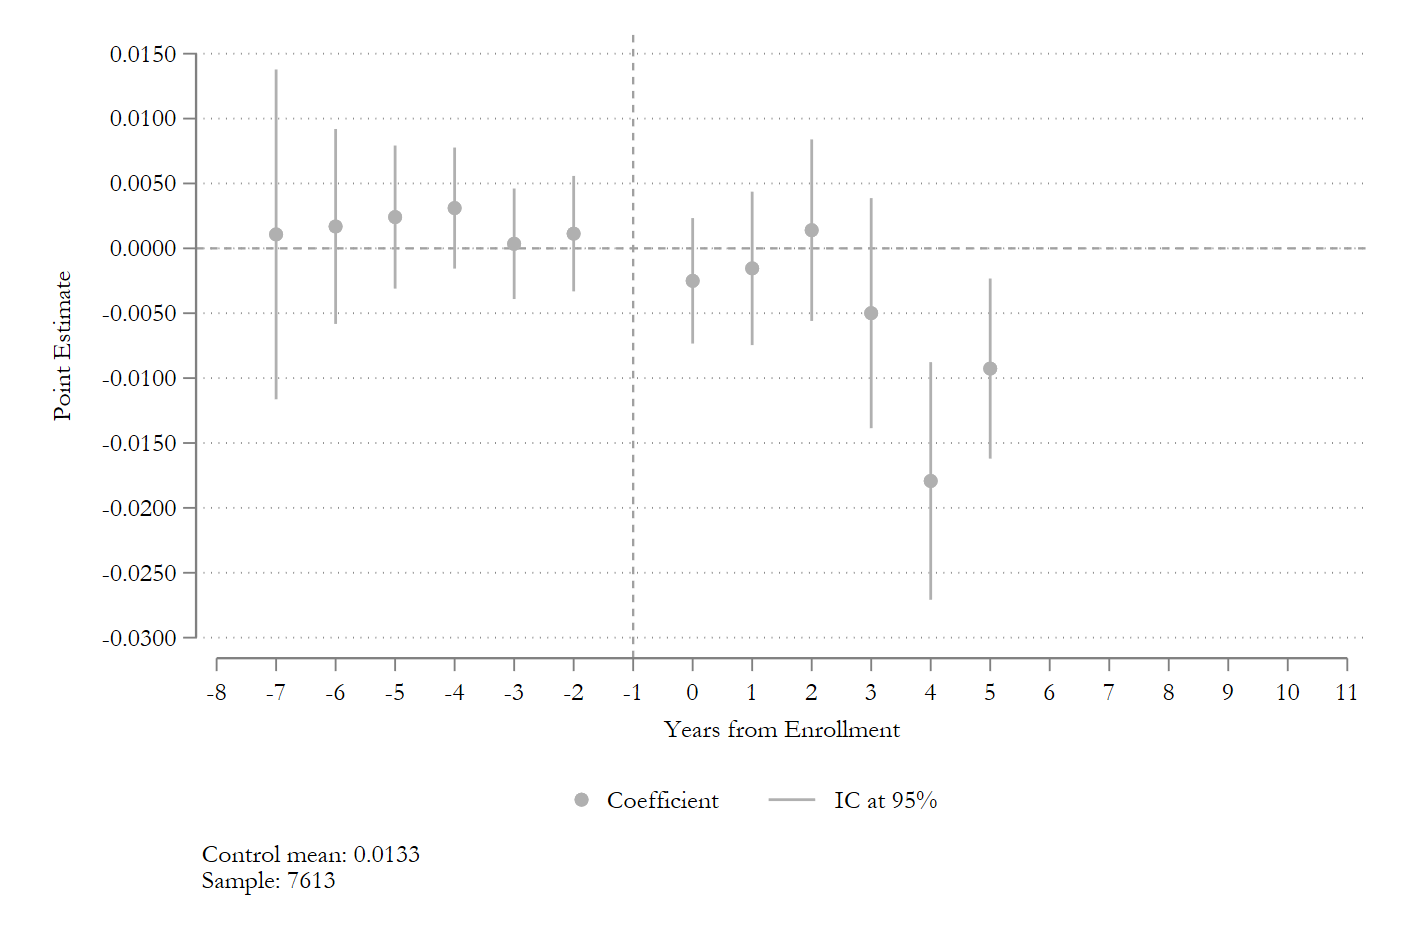 0.0150
0.0100
0.0050
0.0000
-0.0050
-0.0100
-0.0150
-0.0200
-0.0250
-0.0300
Point Estimate
-8 -7 -6 -5 -4 -3 -2 -1 0 1 2 3 4 5 6 7 8 9 10 11
Years from Enrollment
Coefficient IC at 95%
Control mean: 0.0133
Sample: 7613